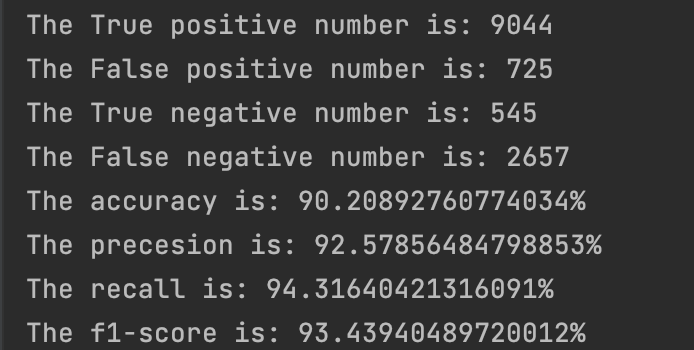 The True positive number is: 9044
The False positive number is: 725
The True negative number is: 545
The False negative number is: 2657
The accuracy is: 90.20892760774034%
The precesion is: 92.57856484798853%
The recall is: 94.31640421316091%
The f1-score is: 93.43940489720012%